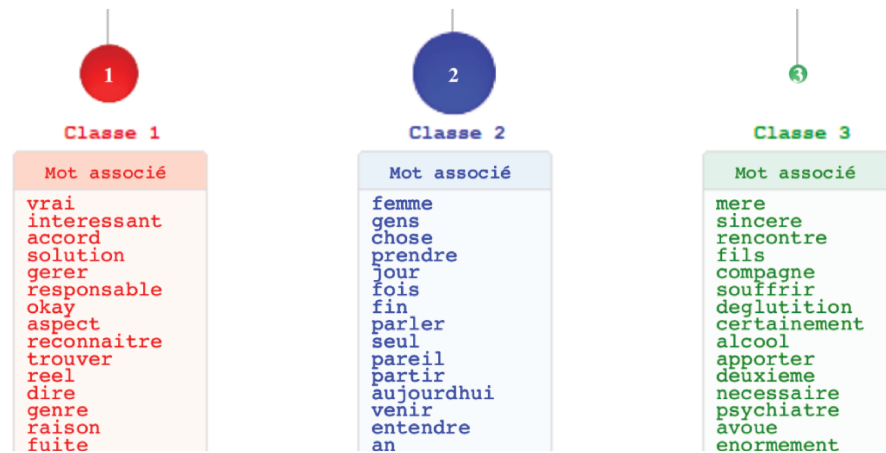 1
Classe 1
Mot associé
vrai
interessant
accord
solution
gerer
responsable
okay
aspect
reconnaitre
trouver
reel
dire
genre
raison
fuite
2
Classe 2
Mot associé
femme
gens
chose
prendre
jour
fois
fin
parler
seul
pareil
partir
aujourdhui
venir
entendre
an
3
Classe 3
Mot associé
mere
sincere
rencontre
fils
compagne
souffrir
deglutition
certainement
alcool
apporter
deuxieme
necessaire
psychiatre
avoue
enormement